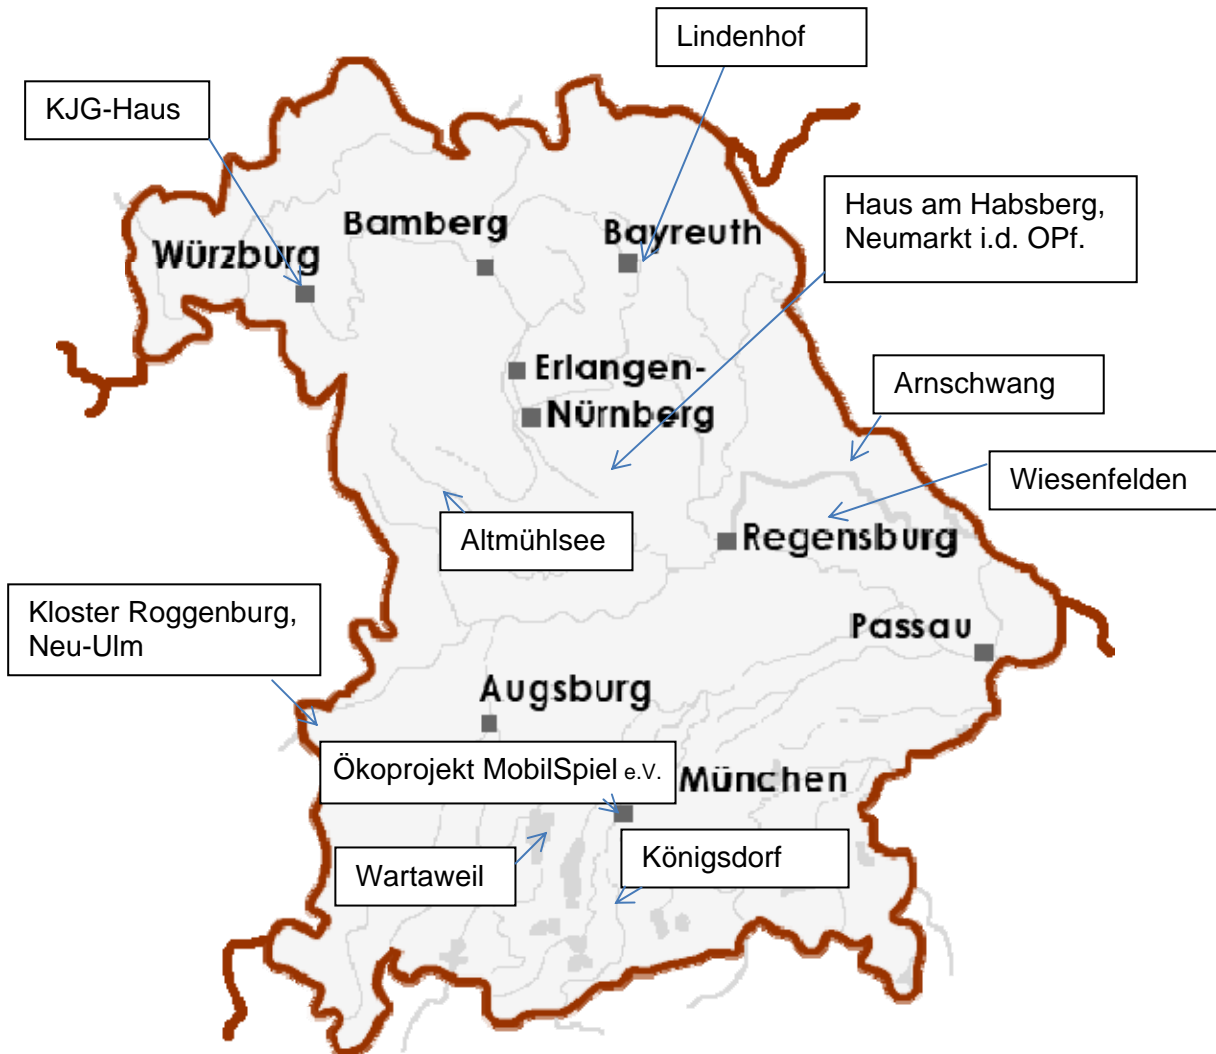 Lindenhof
KJG-Haus
Haus am Habsberg,
Neumarkt i.d. OPf.
Bamberg
Bayreuth
Würzburg
Erlangen-
Nürnberg
Arnschwang
Wiesenfelden
Altmühlsee
Regensburg
Kloster Roggenburg,
Neu-Ulm
Passau
Augsburg
Ökoprojekt MobilSpiel e.V.
München
Königsdorf
Wartaweil